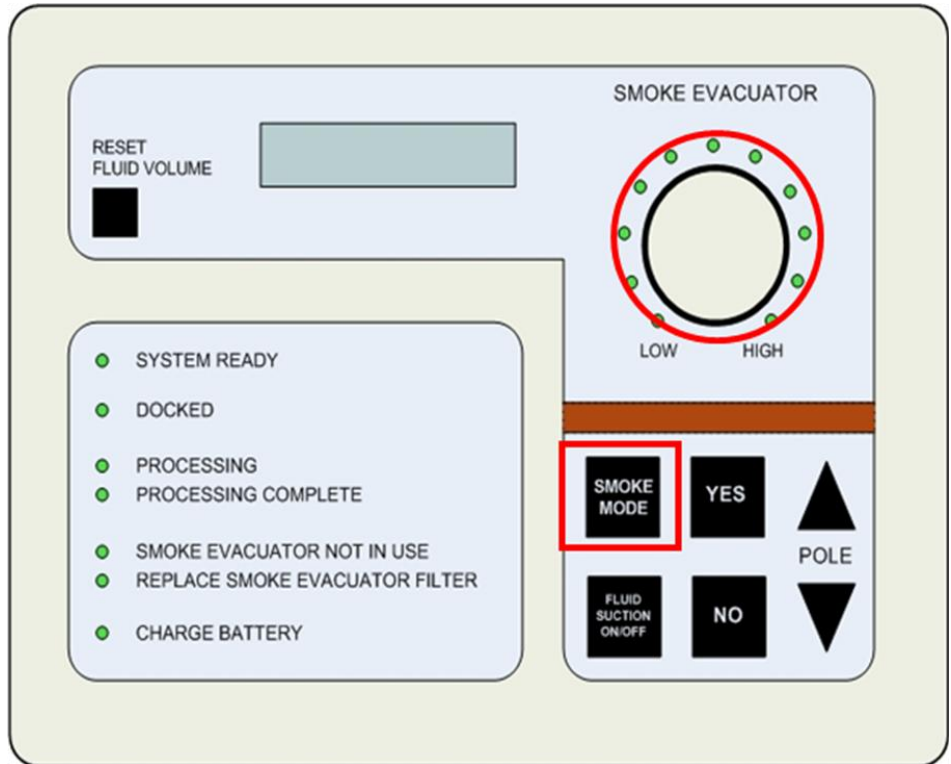 SMOKE EVACUATOR
RESET
FLUID VOLUME
LOW
HIGH
SYSTEM READY
DOCKED
PROCESSING
PROCESSING COMPLETE
SMOKE EVACUATOR NOT IN USE
REPLACE SMOKE EVACUATOR FILTER
CHARGE BATTERY
SMOKE
MODE
YES
POLE
FLUID
SUCTION
ON/OFF
NO